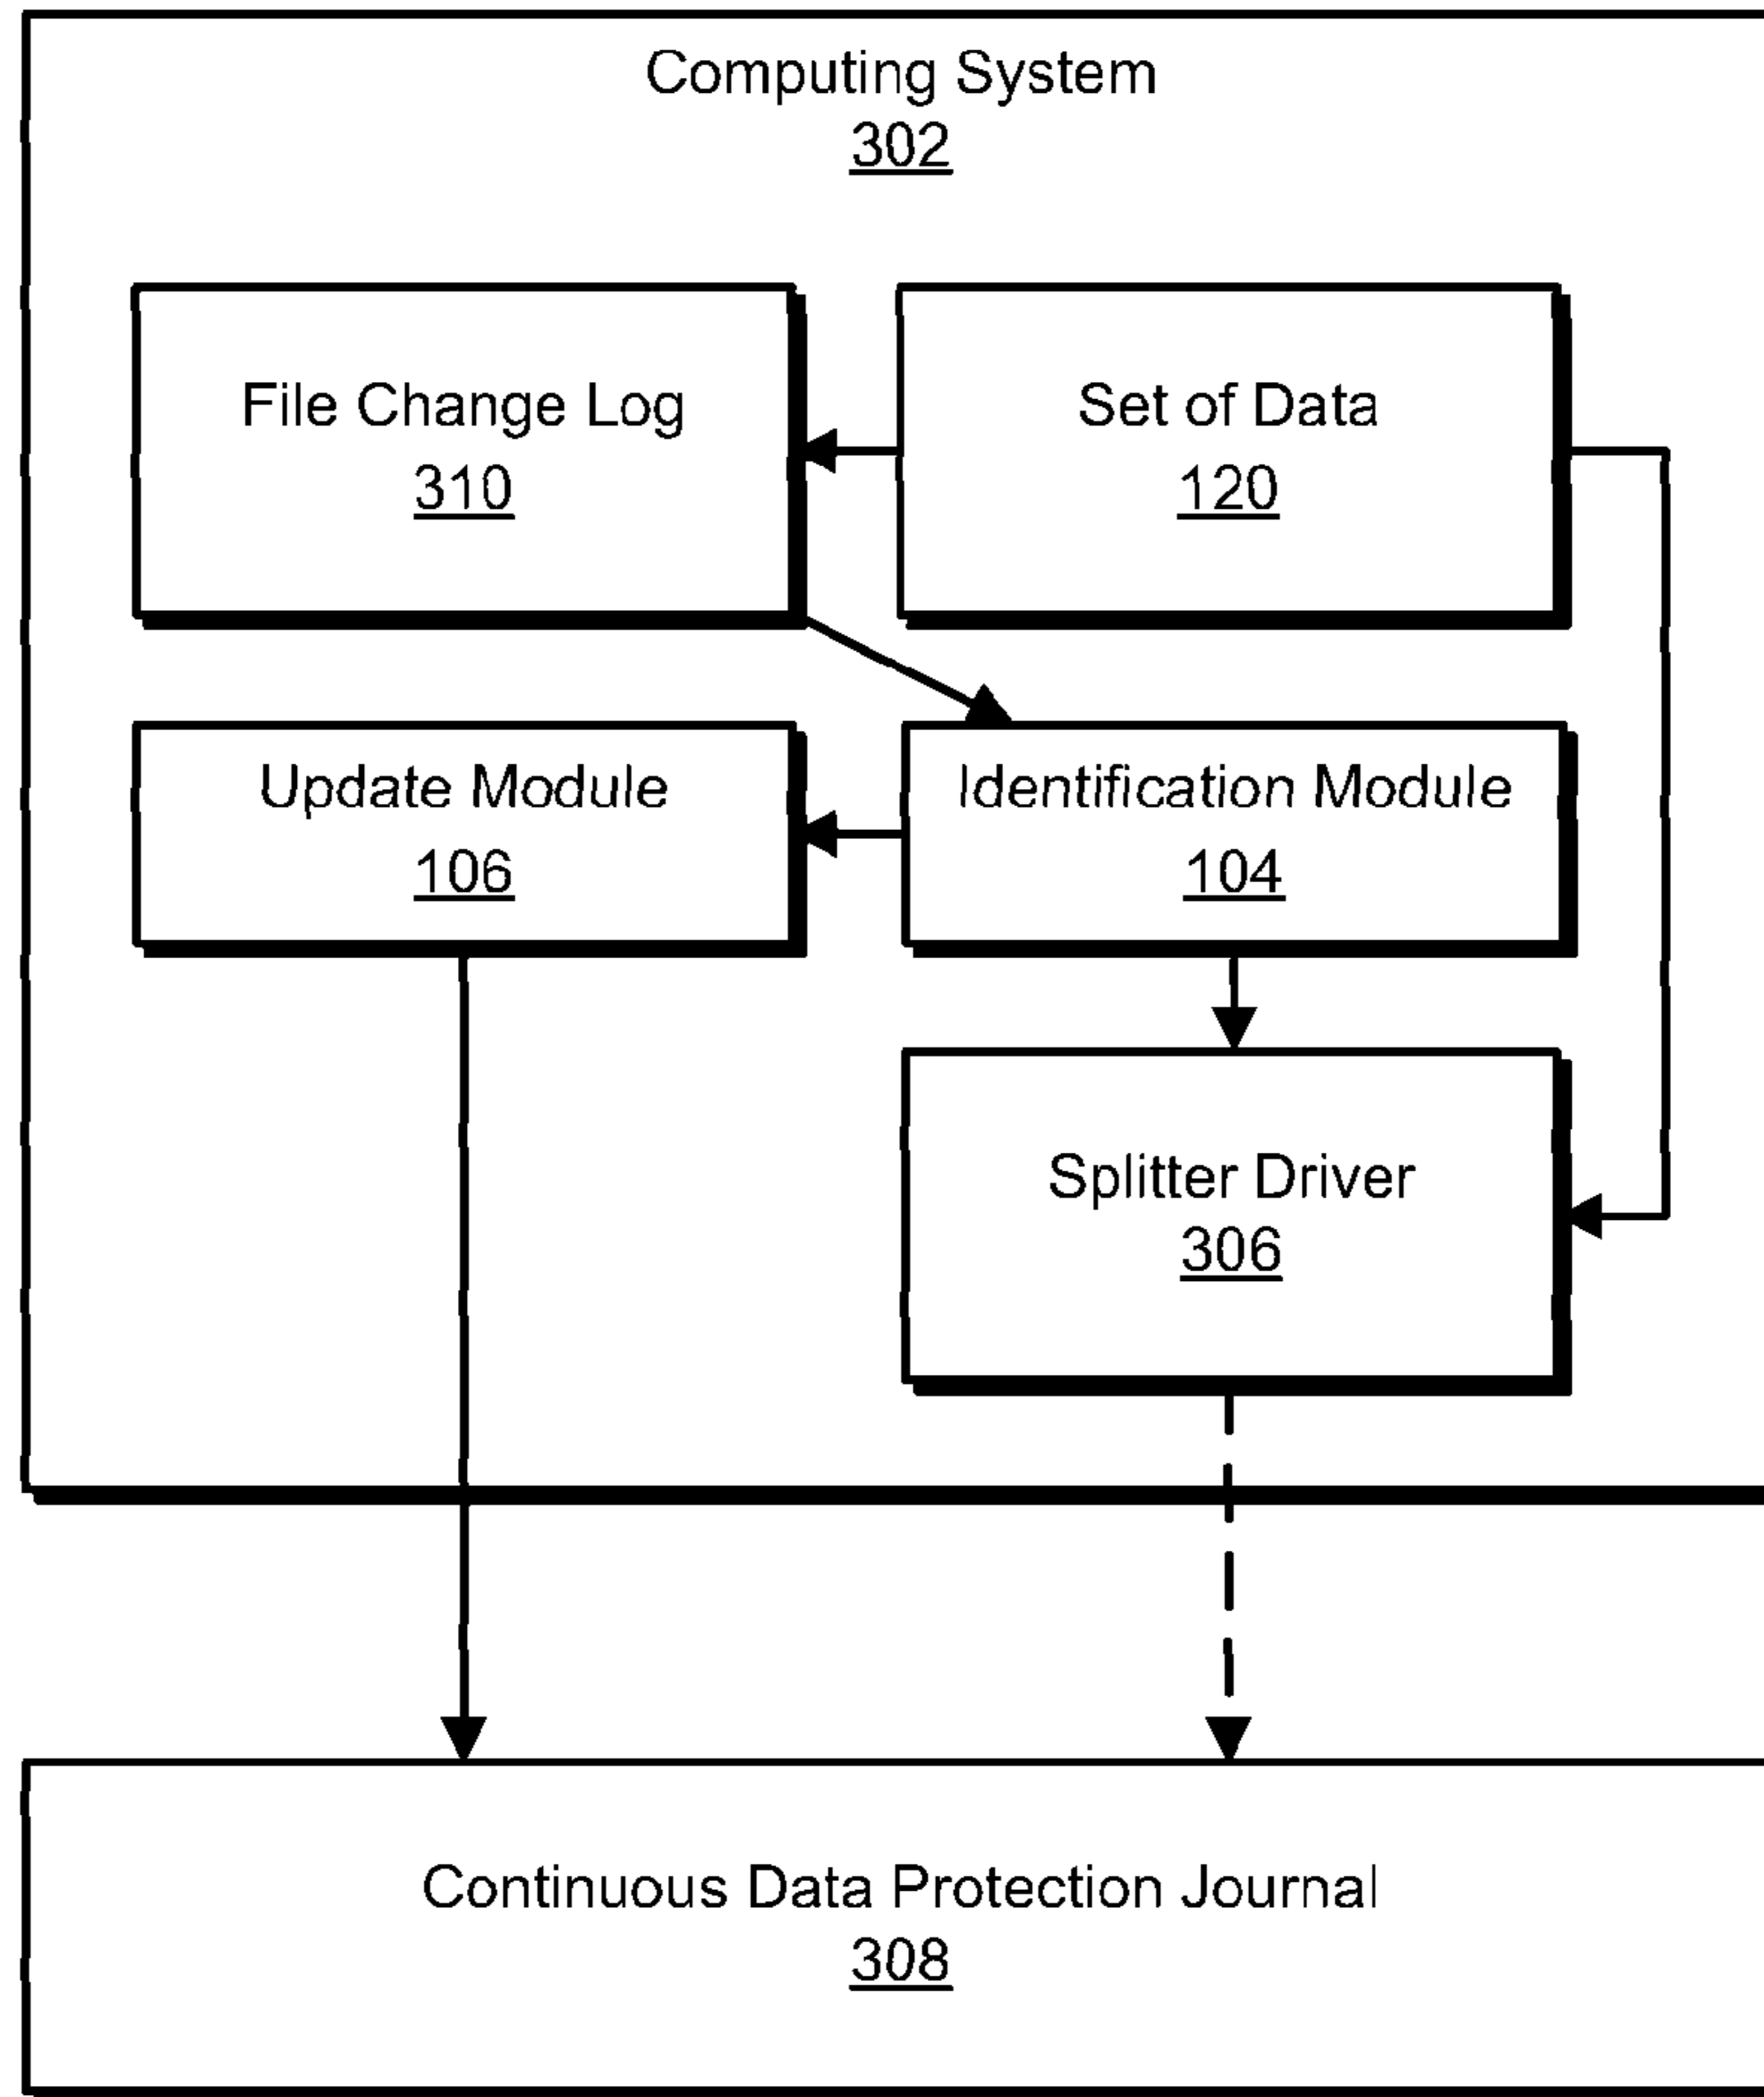 Computing System
302
File Change Log
310
Set of Data
120
Update Module
106
Identification Module
104
Splitter Driver
306
Continuous Data Protection Journal
308